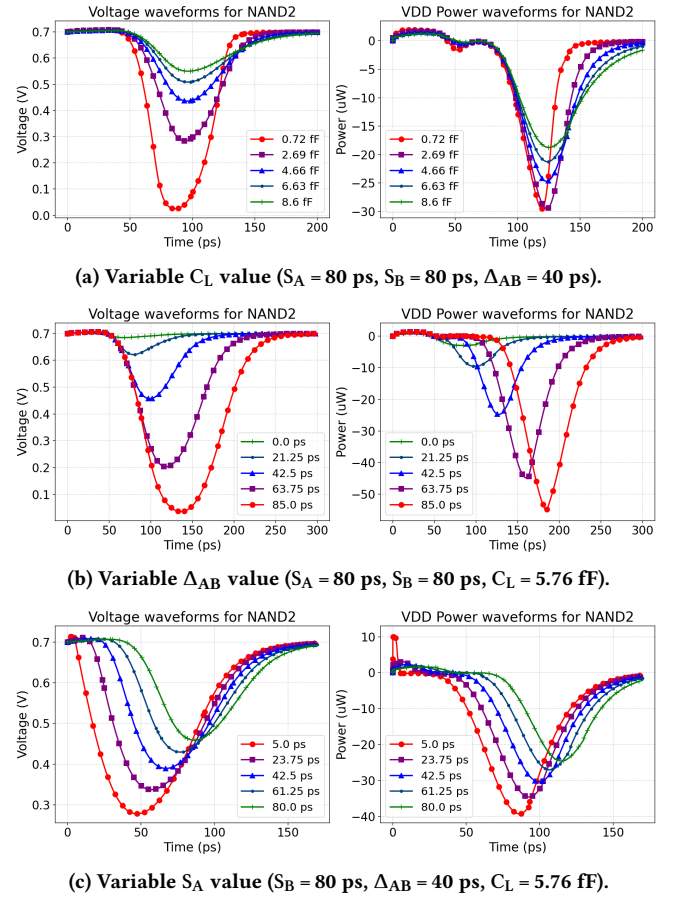 Voltage waveforms for NAND2
VDD Power waveforms for NAND2
Voltage (V)
0.7
0.6
0.5
0.4
0.3
0.2
0.1
0.0
0.72 fF
2.69 fF
4.66 fF
6.63 fF
8.6 fF
0 50 100 150 200
Time (ps)
Power (uW)
0
−5
−10
−15
−20
−25
−30
0.72 fF
2.69 fF
4.66 fF
6.63 fF
8.6 fF
0 25 50 75 100 125 150 175 200
Time (ps)
(a) Variable CL value (SA = 80 ps, SB = 80 ps, ΔAB = 40 ps).
Voltage waveforms for NAND2
VDD Power waveforms for NAND2
Voltage (V)
0.7
0.6
0.5
0.4
0.3
0.2
0.1
0.0 ps
21.25 ps
42.5 ps
63.75 ps
85.0 ps
0 50 100 150 200 250 300
Time (ps)
Power (uW)
0
−10
−20
−30
−40
−50
0.0 ps
21.25 ps
42.5 ps
63.75 ps
85.0 ps
0 50 100 150 200 250 300
Time (ps)
(b) Variable ΔAB value (SA = 80 ps, SB = 80 ps, CL = 5.76 fF).
Voltage waveforms for NAND2
VDD Power waveforms for NAND2
Voltage (V)
0.7
0.6
0.5
0.4
0.3
5.0 ps
23.75 ps
42.5 ps
61.25 ps
80.0 ps
0 50 100 150
Time (ps)
Power (uW)
10
0
−10
−20
−30
−40
5.0 ps
23.75 ps
42.5 ps
61.25 ps
80.0 ps
0 50 100 150
Time (ps)
(c) Variable SA value (SB = 80 ps, ΔAB = 40 ps, CL = 5.76 fF).